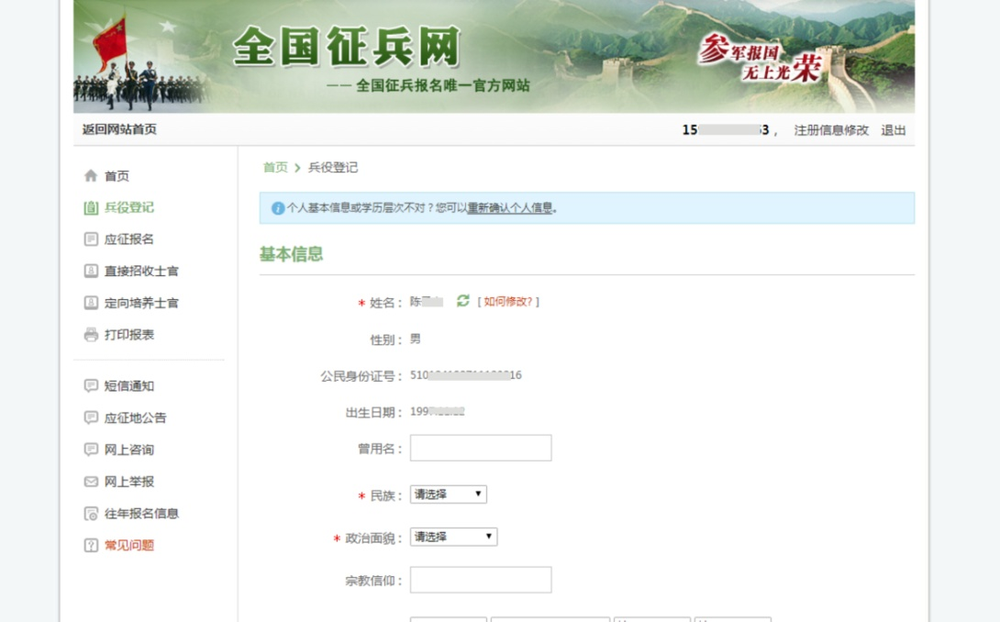 全国征兵网
—— 全国征兵报名唯一官方网站
参军报国
无上光荣
返回网站首页
15 3， 注册信息修改 退出
首页
兵役登记
应征报名
直接招收士官
定向培养士官
打印报表
短信通知
应征地公告
网上咨询
网上举报
往年报名信息
常见问题
首页 > 兵役登记
个人基本信息或学历层次不对？您可以重新确认个人信息。
基本信息
* 姓名： 陈 [ 如何修改? ]
性别： 男
公民身份证号： 510 16
出生日期： 199
曾用名：
* 民族： 请选择
* 政治面貌： 请选择
宗教信仰：